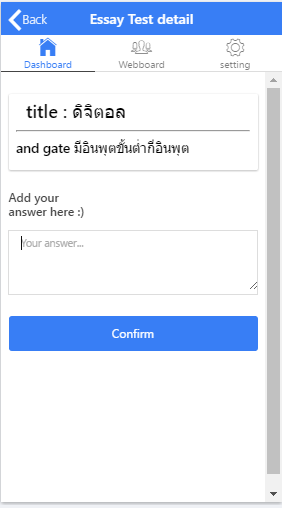 Back
Essay Test detail
Dashboard
Webboard
setting
title : ดิจิตอล
and gate มีอินพุตขั้นต่ำกี่อินพุต
Add your
answer here :)
Your answer...
Confirm